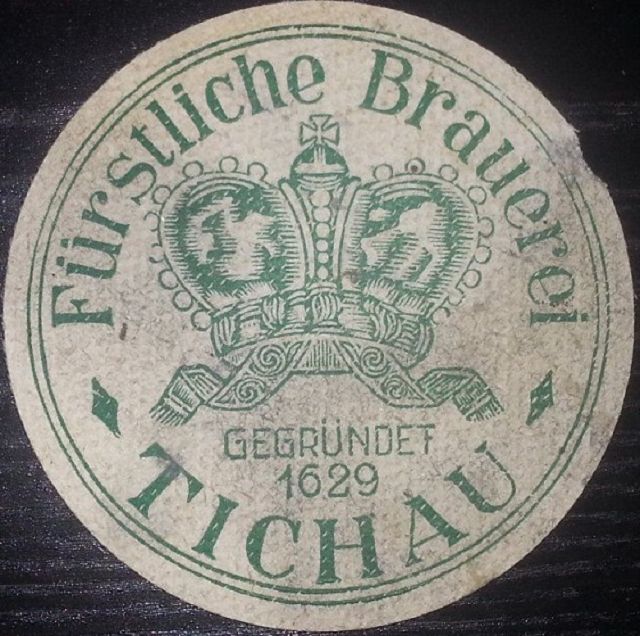 Fürstliche Brauerei
GEGRÜNDET
1629
TICHAU